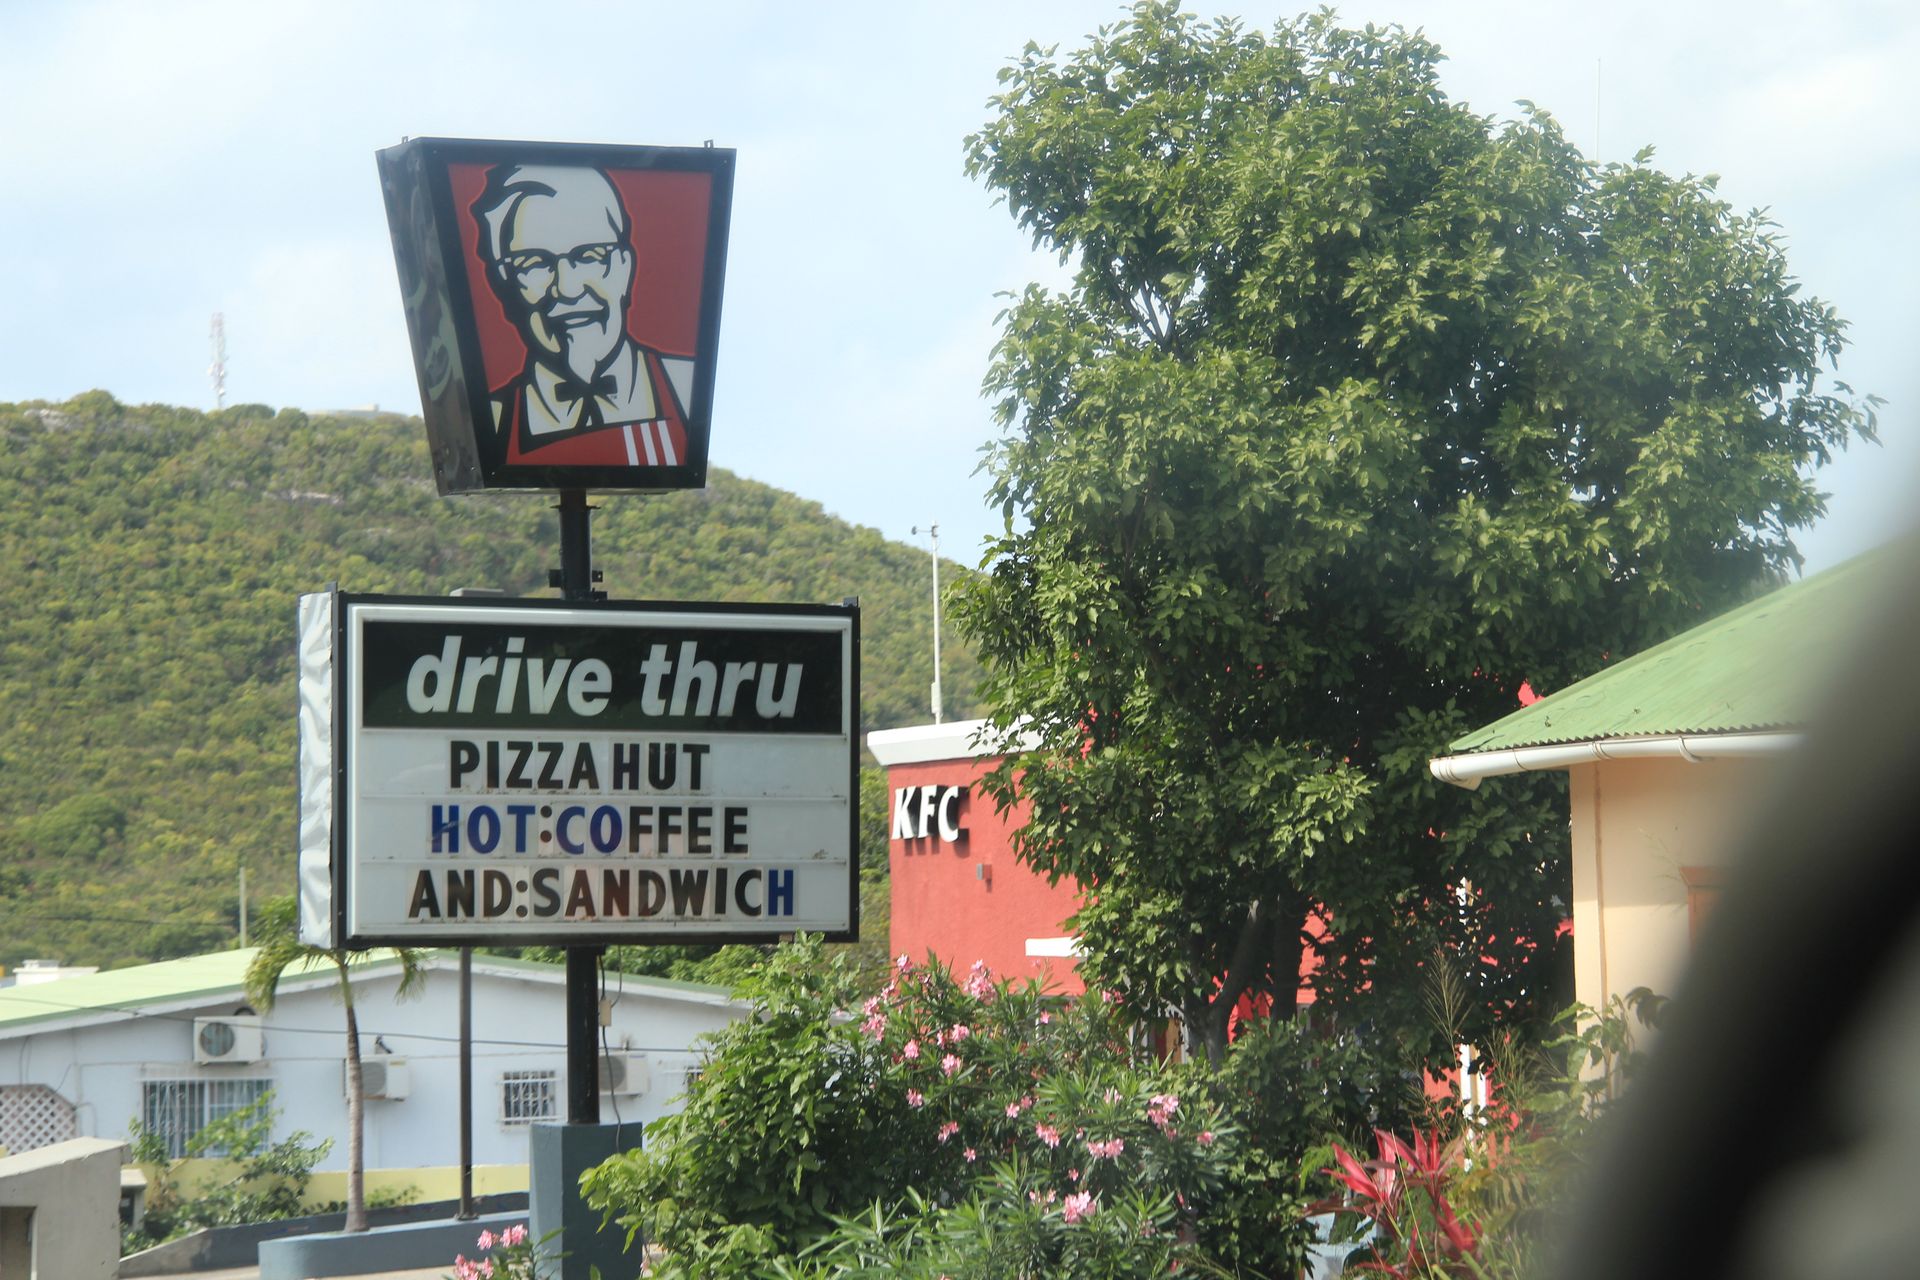 drive thru
PIZZA HUT
HOT:COFFEE
AND:SANDWICH
KFC